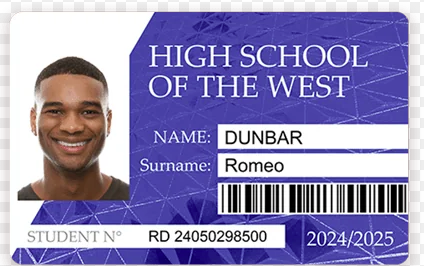 HIGH SCHOOL
OF THE WEST
NAME: DUNBAR
Surname: Romeo
STUDENT N° RD 24050298500 2024/2025